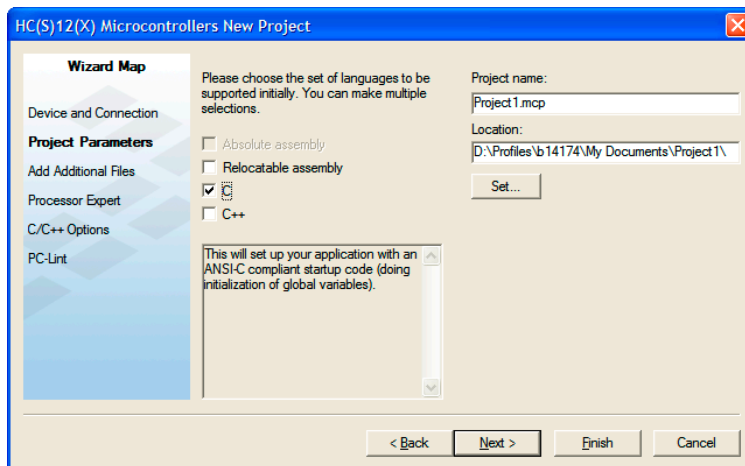 HC(S)12(X) Microcontrollers New Project
Wizard Map
Device and Connection
Project Parameters
Add Additional Files
Processor Expert
C/C++ Options
PC-Lint
Please choose the set of languages to be
supported initially. You can make multiple
selections.
Absolute assembly
Relocatable assembly
C
C++
This will set up your application with an
ANSI-C compliant startup code (doing
initialization of global variables).
Project name:
Project1.mcp
Location:
D:\Profiles\b14174\My Documents\Project1\
Set...
< Back
Next >
Finish
Cancel